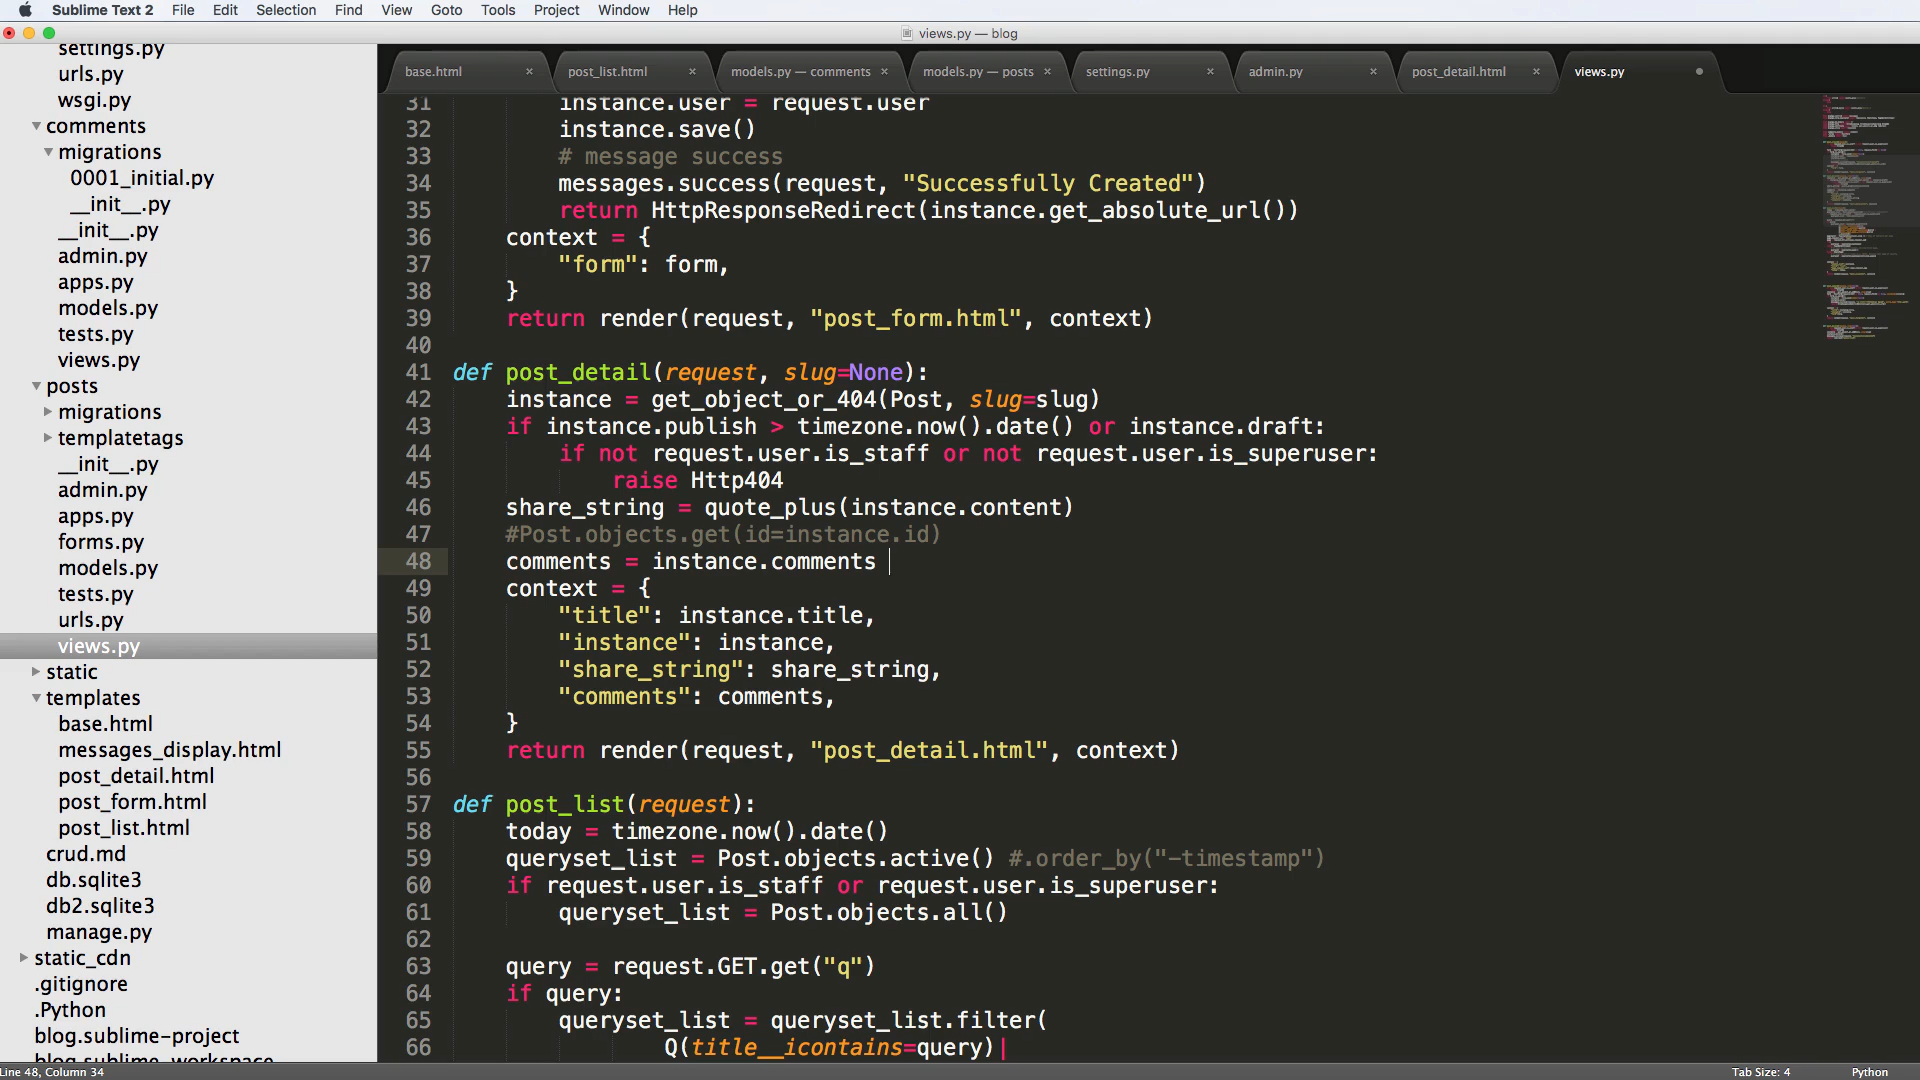 Sublime Text 2 File Edit Selection Find View Goto Tools Project Window Help
views.py — blog
base.html × post_list.html × models.py — comments × models.py — posts × settings.py × admin.py × post_detail.html × views.py
settings.py
urls.py
wsgi.py
comments
migrations
0001_initial.py
__init__.py
__init__.py
admin.py
apps.py
models.py
tests.py
views.py
posts
migrations
templatetags
__init__.py
admin.py
apps.py
forms.py
models.py
tests.py
urls.py
views.py
static
templates
base.html
messages_display.html
post_detail.html
post_form.html
post_list.html
crud.md
db.sqlite3
db2.sqlite3
manage.py
static_cdn
.gitignore
.Python
blog.sublime-project
blog.sublime_workspace
31 instance.user = request.user
32 instance.save()
33 # message success
34 messages.success(request, "Successfully Created")
35 return HttpResponseRedirect(instance.get_absolute_url())
36 context = {
37 "form": form,
38 }
39 return render(request, "post_form.html", context)
40
41 def post_detail(request, slug=None):
42 instance = get_object_or_404(Post, slug=slug)
43 if instance.publish > timezone.now().date() or instance.draft:
44 if not request.user.is_staff or not request.user.is_superuser:
45 raise Http404
46 share_string = quote_plus(instance.content)
47 #Post.objects.get(id=instance.id)
48 comments = instance.comments
49 context = {
50 "title": instance.title,
51 "instance": instance,
52 "share_string": share_string,
53 "comments": comments,
54 }
55 return render(request, "post_detail.html", context)
56
57 def post_list(request):
58 today = timezone.now().date()
59 queryset_list = Post.objects.active() #.order_by("-timestamp")
60 if request.user.is_staff or request.user.is_superuser:
61 queryset_list = Post.objects.all()
62
63 query = request.GET.get("q")
64 if query:
65 queryset_list = queryset_list.filter(
66 Q(title__icontains=query)|
Line 48, Column 34 Tab Size: 4 Python